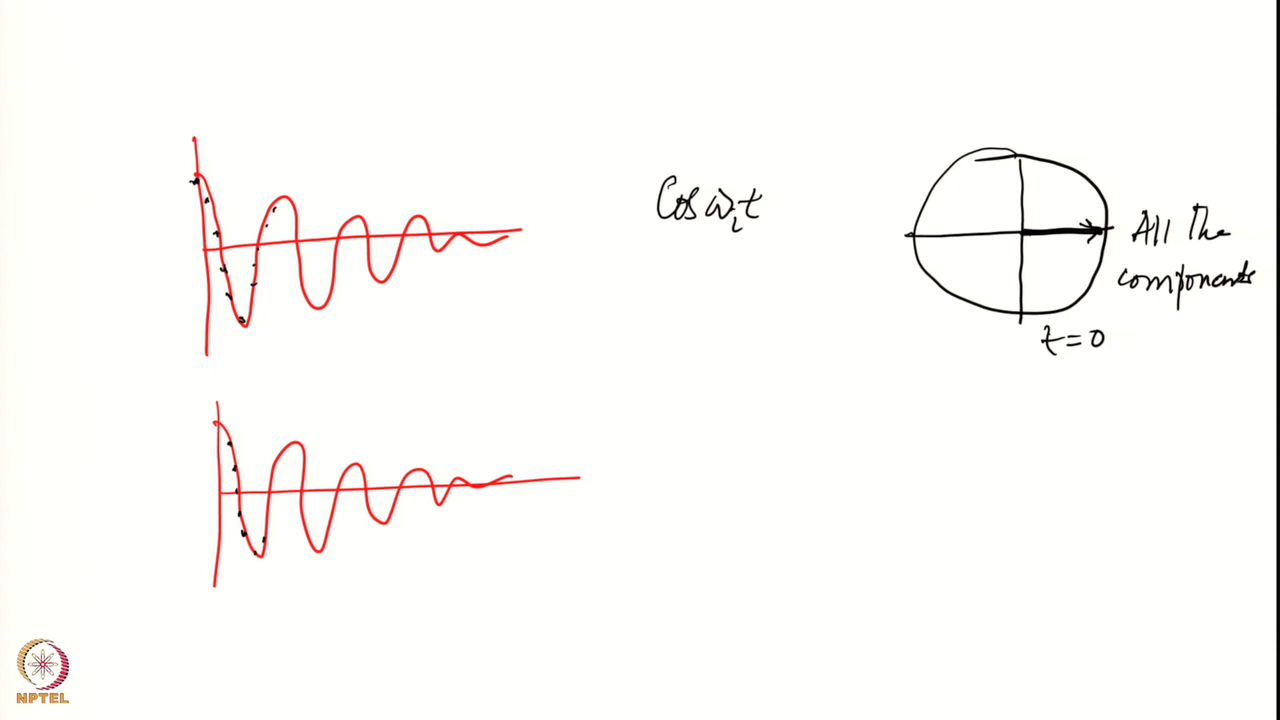 Cos ωᵢt
All the
components
t = 0
NPTEL